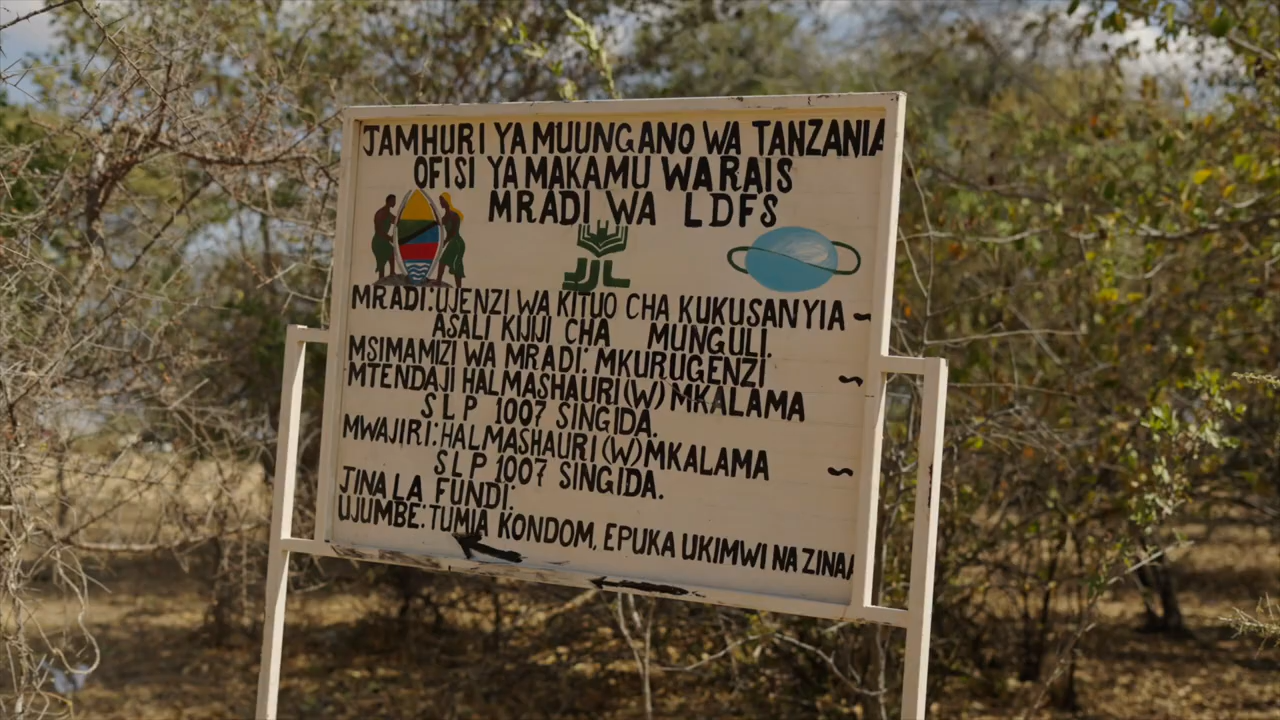 JAMHURI YA MUUNGANO WA TANZANIA
OFISI YA MAKAMU WA RAIS
MRADI WA LDFS
MRADI: UJENZI WA KITUO CHA KUKUSANYIA
ASALI KIJIJI CHA MUNGULI.
MSIMAMIZI WA MRADI: MKURUGENZI
MTENDAJI HALMASHAURI (W) MKALAMA
S L P 1007 SINGIDA.
MWAJIRI: HALMASHAURI (W) MKALAMA
S L P 1007 SINGIDA.
JINA LA FUNDI:
UJUMBE: TUMIA KONDOM, EPUKA UKIMWI NA ZINAA